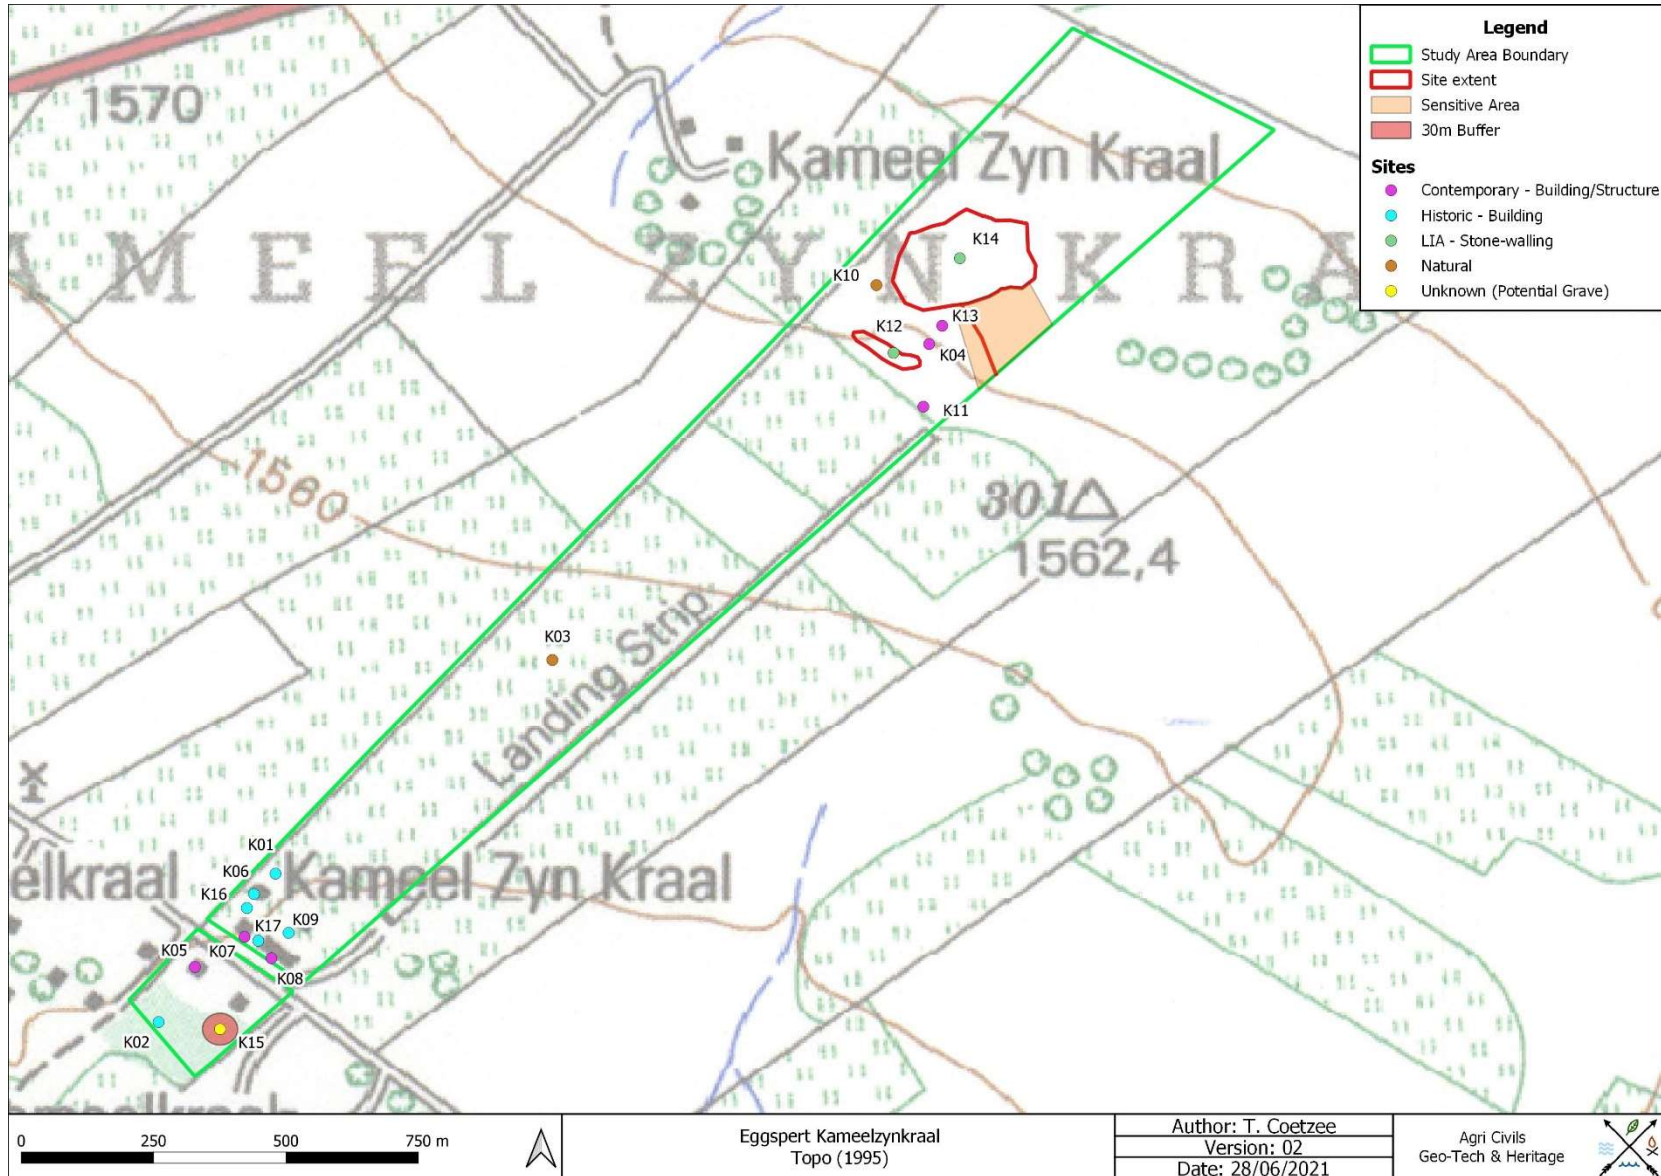 Legend
Study Area Boundary
Site extent
Sensitive Area
30m Buffer
Sites
Contemporary - Building/Structure
Historic - Building
LIA - Stone-walling
Natural
Unknown (Potential Grave)
1570
Kameel Zyn Kraal
AMEEL ZYN KRA
K14
K10
K13
K12
K04
K11
1560
301
1562,4
K03
Landing Strip
K01
K06
elkraal
Kameel Zyn Kraal
K16
K17
K09
K05
K07
K08
K02
K15
0 250 500 750 m
Eggspert Kameelzynkraal
Topo (1995)
Author: T. Coetzee
Version: 02
Date: 28/06/2021
Agri Civils
Geo-Tech & Heritage